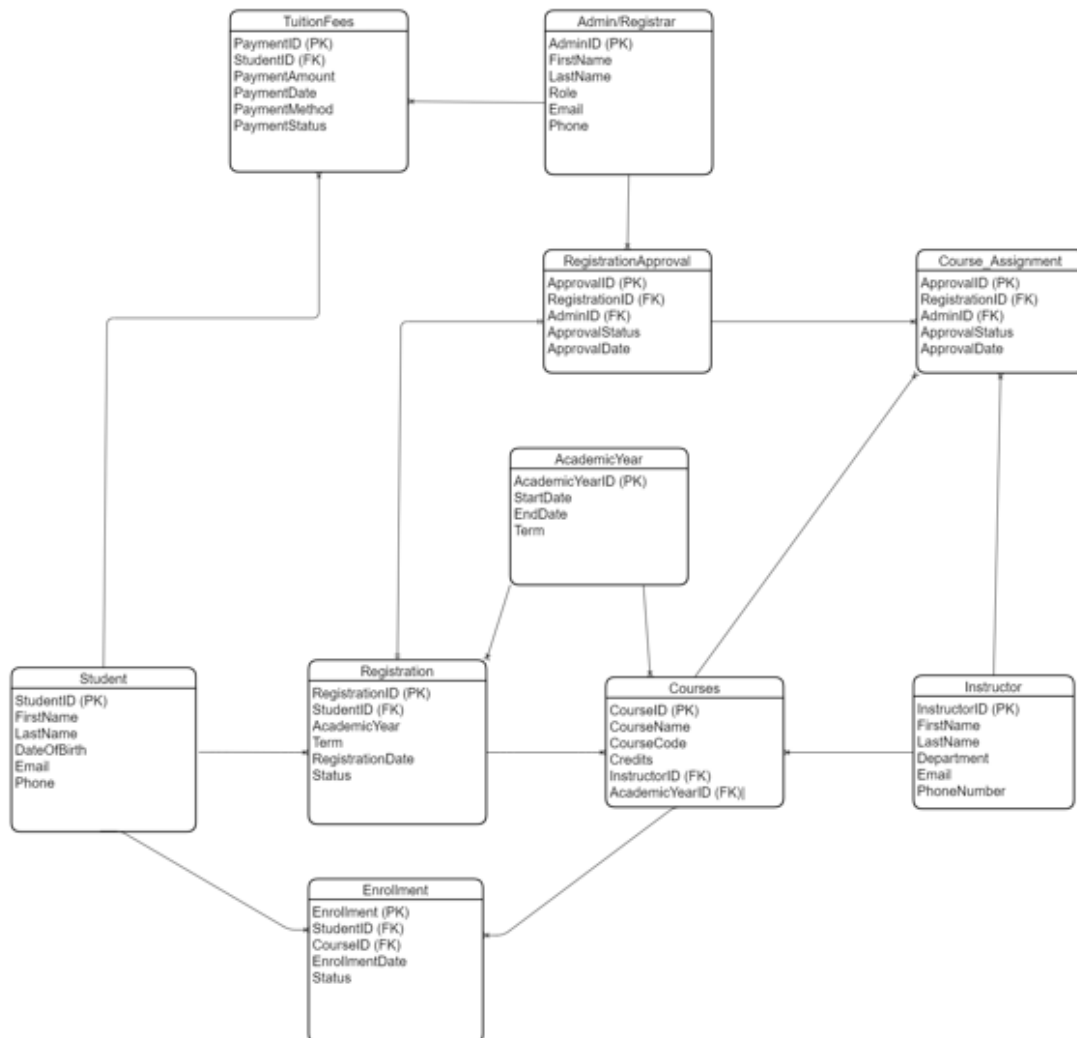 TuitionFees
PaymentID (PK)
StudentID (FK)
PaymentAmount
PaymentDate
PaymentMethod
PaymentStatus
Admin/Registrar
AdminID (PK)
FirstName
LastName
Role
Email
Phone
RegistrationApproval
ApprovalID (PK)
RegistrationID (FK)
AdminID (FK)
ApprovalStatus
ApprovalDate
Course_Assignment
ApprovalID (PK)
RegistrationID (FK)
AdminID (FK)
ApprovalStatus
ApprovalDate
AcademicYear
AcademicYearID (PK)
StartDate
EndDate
Term
Student
StudentID (PK)
FirstName
LastName
DateOfBirth
Email
Phone
Registration
RegistrationID (PK)
StudentID (FK)
AcademicYear
Term
RegistrationDate
Status
Courses
CourseID (PK)
CourseName
CourseCode
Credits
InstructorID (FK)
AcademicYearID (FK)|
Instructor
InstructorID (PK)
FirstName
LastName
Department
Email
PhoneNumber
Enrollment
Enrollment (PK)
StudentID (FK)
CourseID (FK)
EnrollmentDate
Status